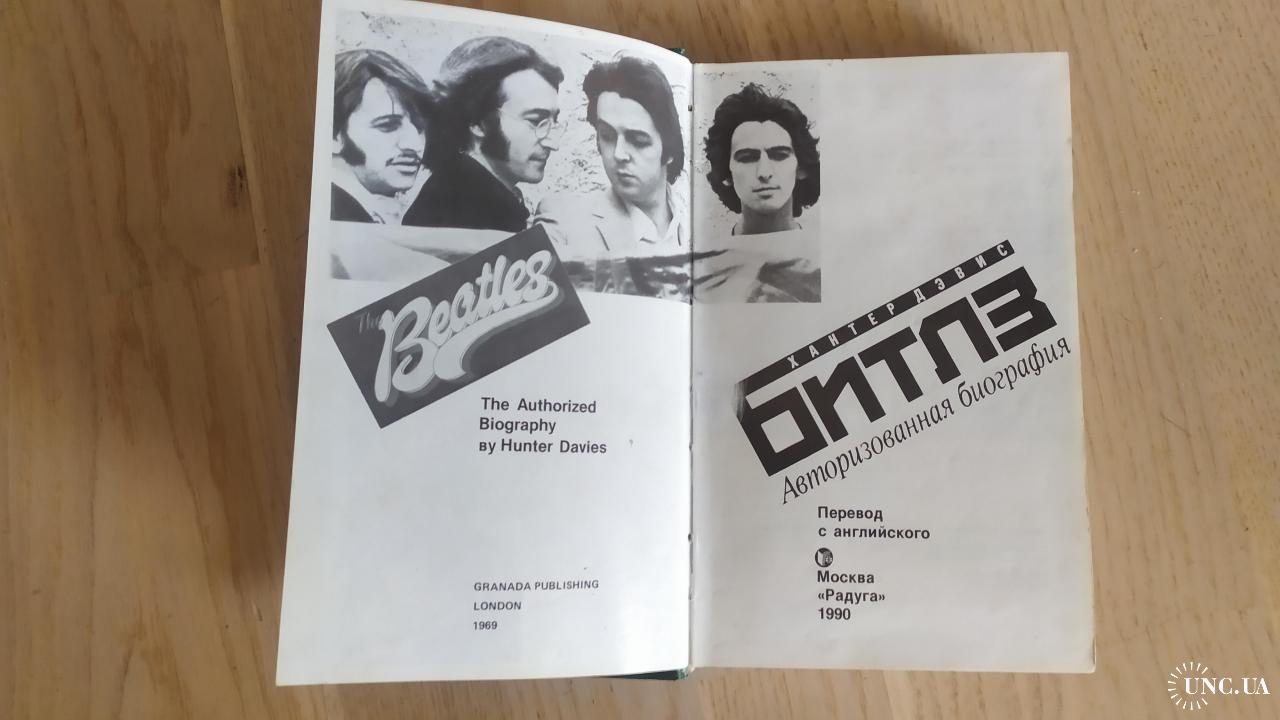 The
Beatles
The Authorized
Biography
ву Hunter Davies
GRANADA PUBLISHING
LONDON
1969
ХАНТЕР ДЭВИС
БИТЛЗ
Авторизованная биография
Перевод
с английского
Москва
«Радуга»
1990
UNC.UA